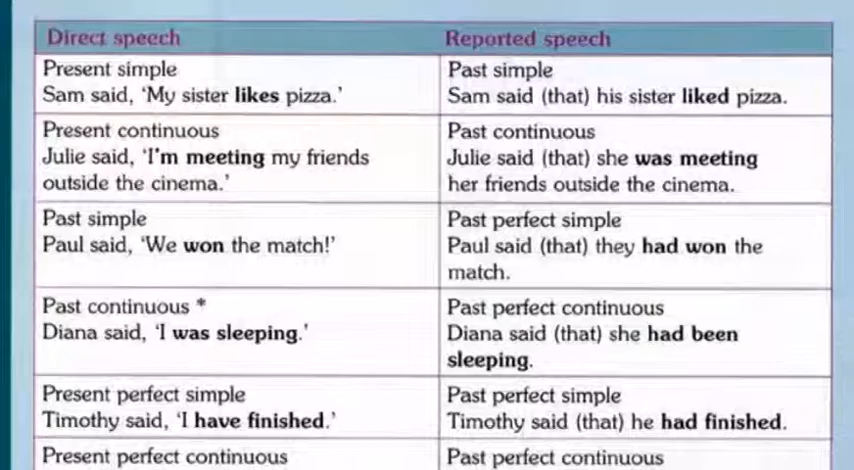 Direct speech
Reported speech
Present simple
Sam said, ‘My sister likes pizza.’
Past simple
Sam said (that) his sister liked pizza.
Present continuous
Julie said, ‘I’m meeting my friends
outside the cinema.’
Past continuous
Julie said (that) she was meeting
her friends outside the cinema.
Past simple
Paul said, ‘We won the match!’
Past perfect simple
Paul said (that) they had won the
match.
Past continuous *
Diana said, ‘I was sleeping.’
Past perfect continuous
Diana said (that) she had been
sleeping.
Present perfect simple
Timothy said, ‘I have finished.’
Past perfect simple
Timothy said (that) he had finished.
Present perfect continuous
Past perfect continuous